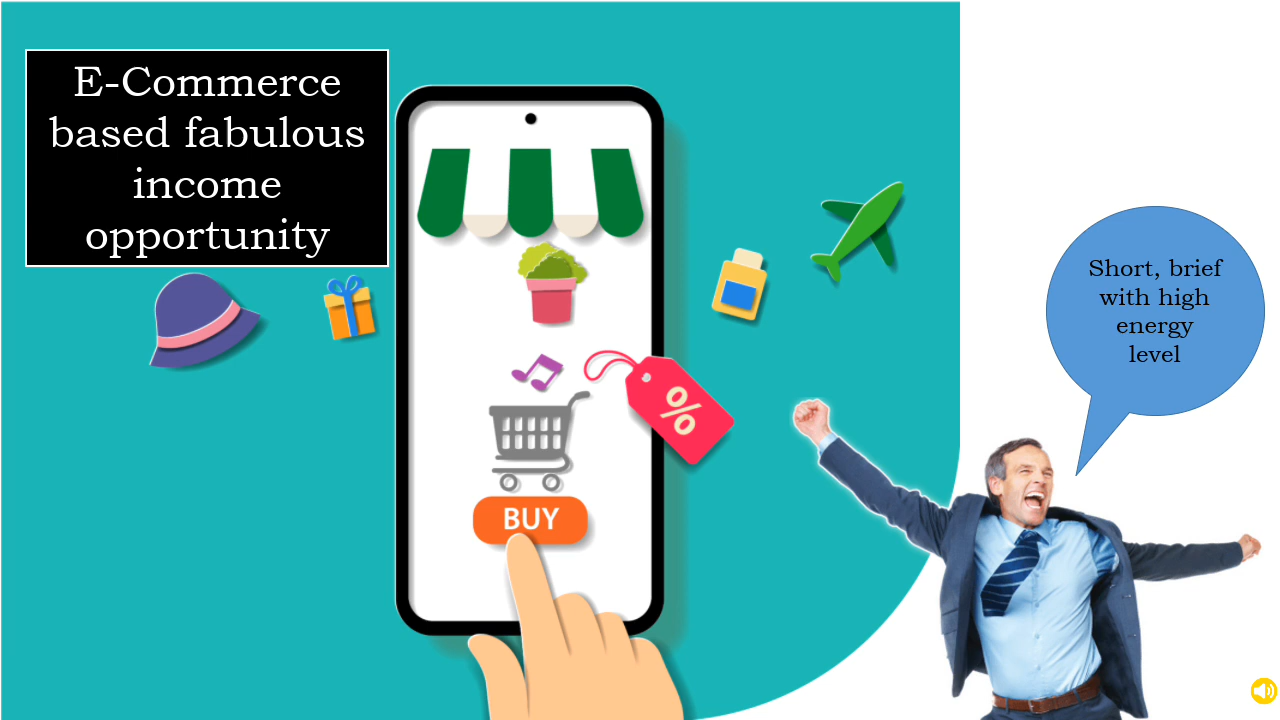 E-Commerce
based fabulous
income
opportunity
Short, brief
with high
energy
level
%
BUY